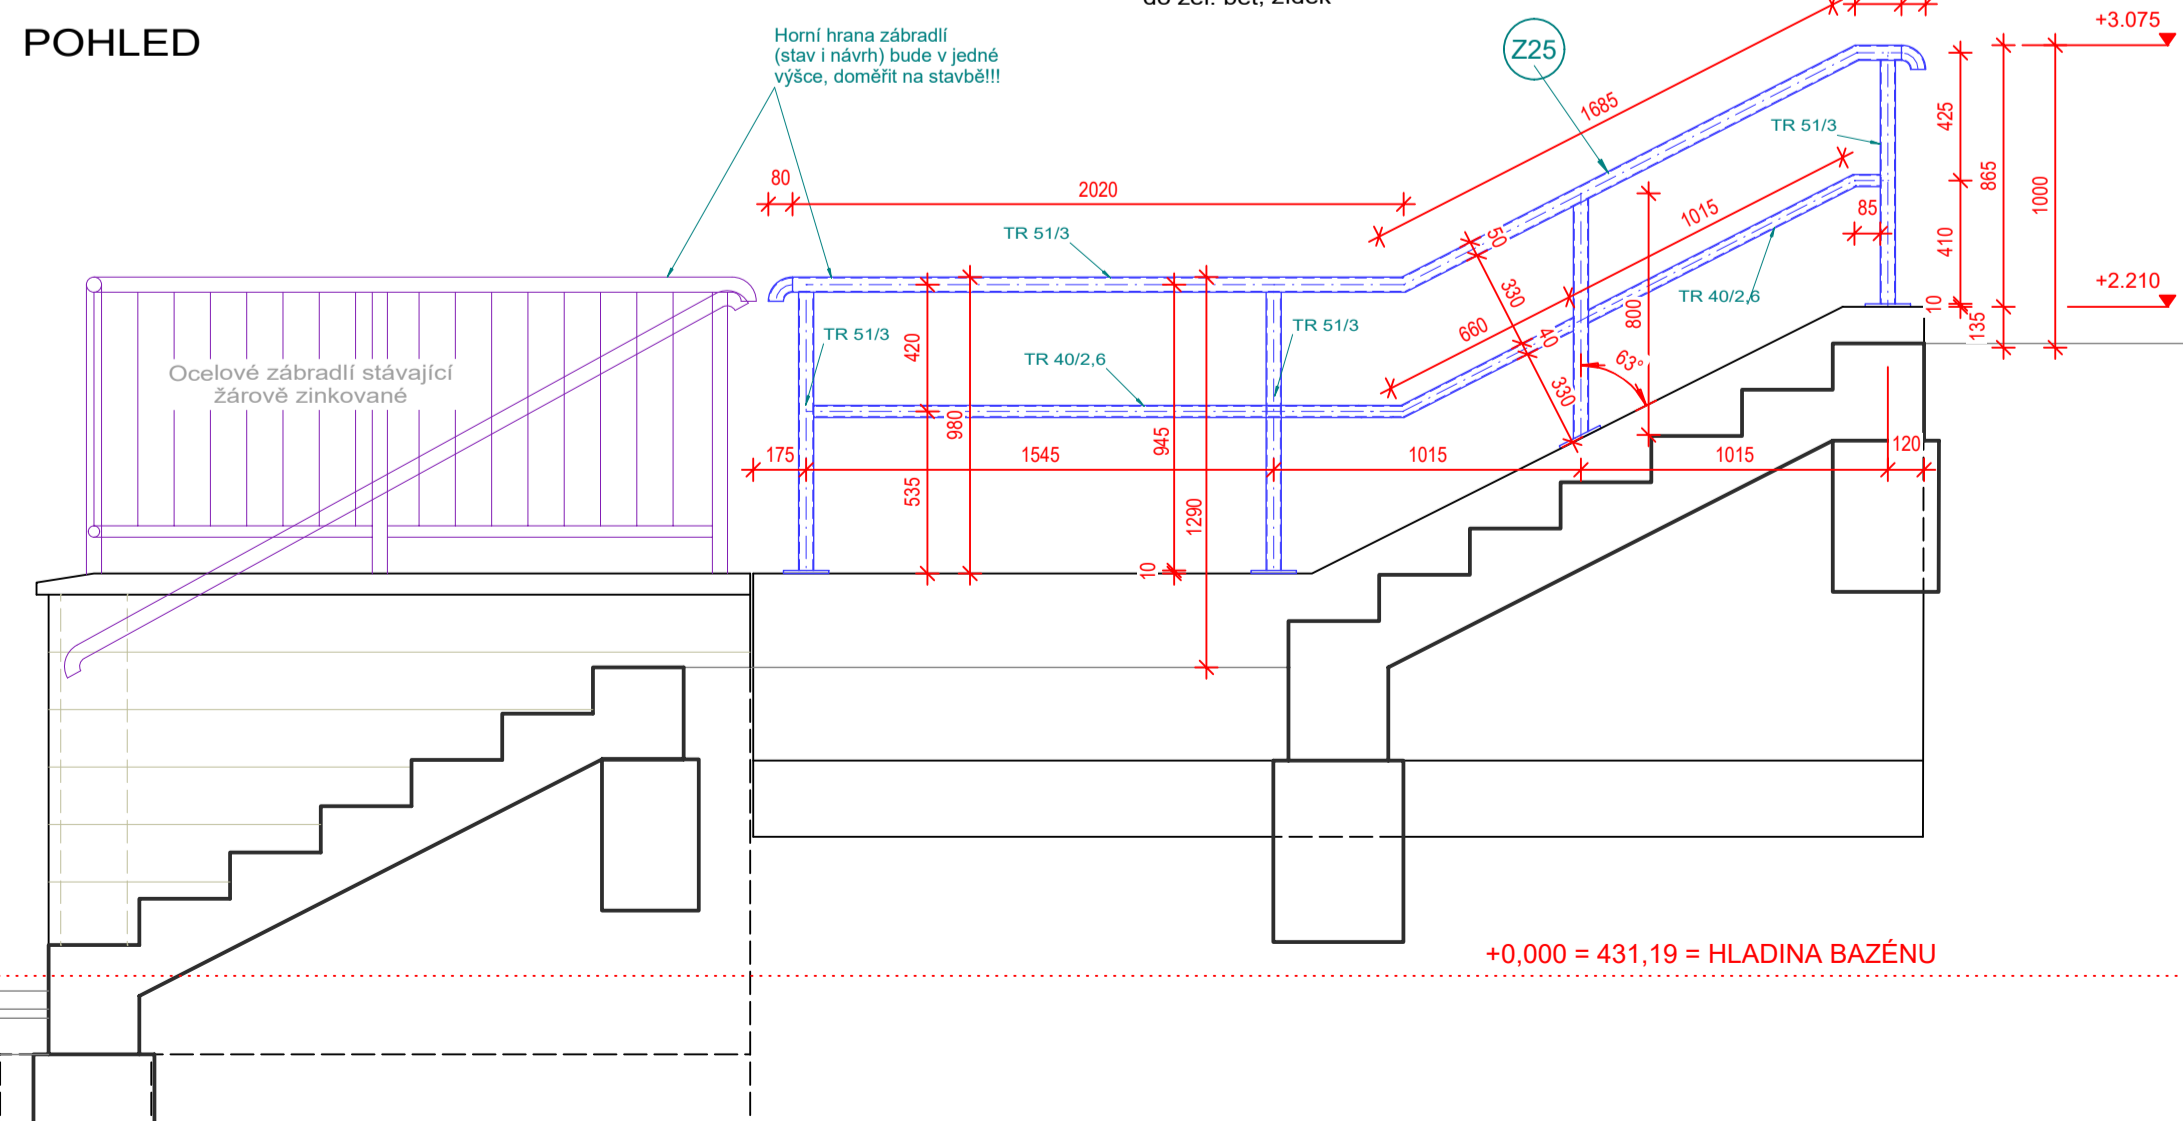 POHLED
Horní hrana zábradlí
(stav i návrh) bude v jedné
výšce, doměřit na stavbě!!!
Z25
+3.075
1685
TR 51/3
425
865
1000
80
2020
TR 51/3
50
1015
85
410
+2.210
330
800
TR 40/2,6
10
135
TR 51/3
420
TR 40/2,6
TR 51/3
660
40
63°
330
Ocelové zábradlí stávající
žárově zinkované
980
945
175
1545
1015
1015
120
535
1290
10
+0,000 = 431,19 = HLADINA BAZÉNU